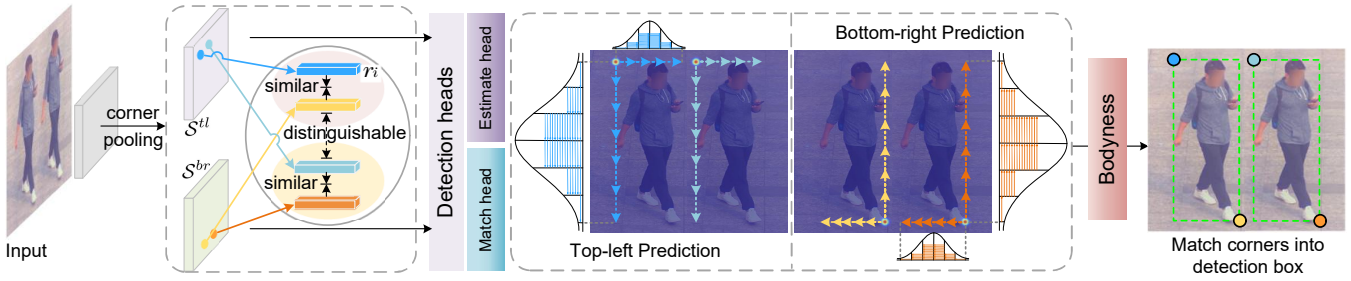 Input
corner
pooling
𝒮^{tl}
𝒮^{br}
r_i
similar
distinguishable
similar
Detection heads
Estimate head
Match head
Top-left Prediction
Bottom-right Prediction
Bodyness
Match corners into
detection box